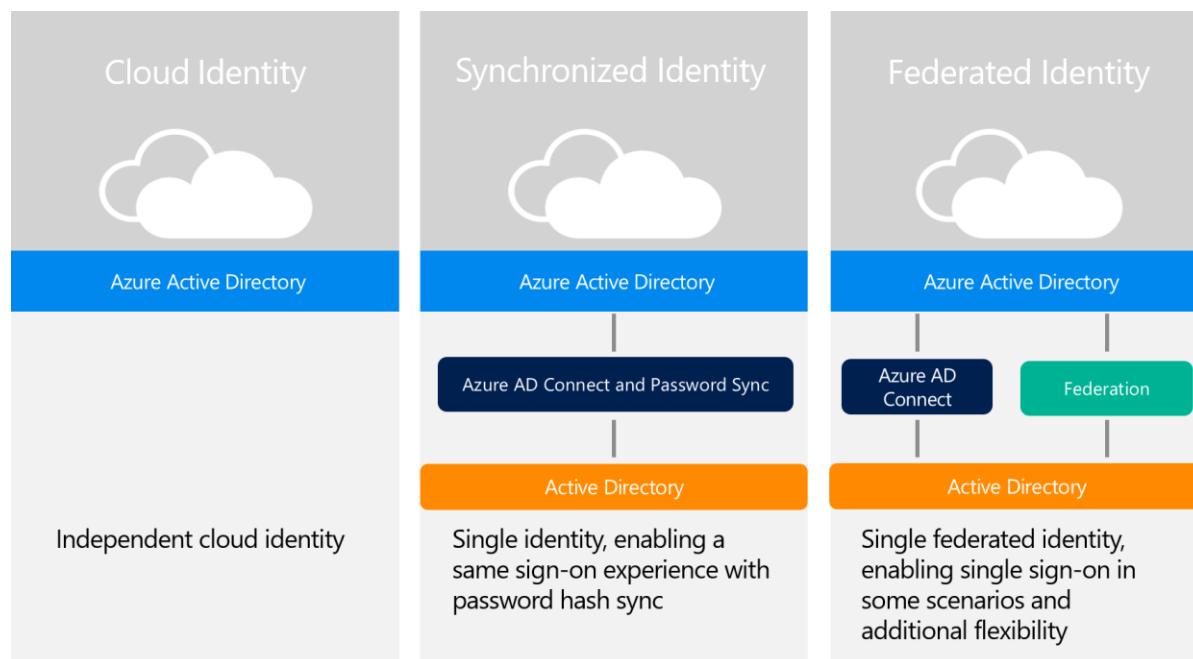 Cloud Identity
Azure Active Directory
Independent cloud identity
Synchronized Identity
Azure Active Directory
Azure AD Connect and Password Sync
Active Directory
Single identity, enabling a
same sign-on experience with
password hash sync
Federated Identity
Azure Active Directory
Azure AD
Connect
Federation
Active Directory
Single federated identity,
enabling single sign-on in
some scenarios and
additional flexibility